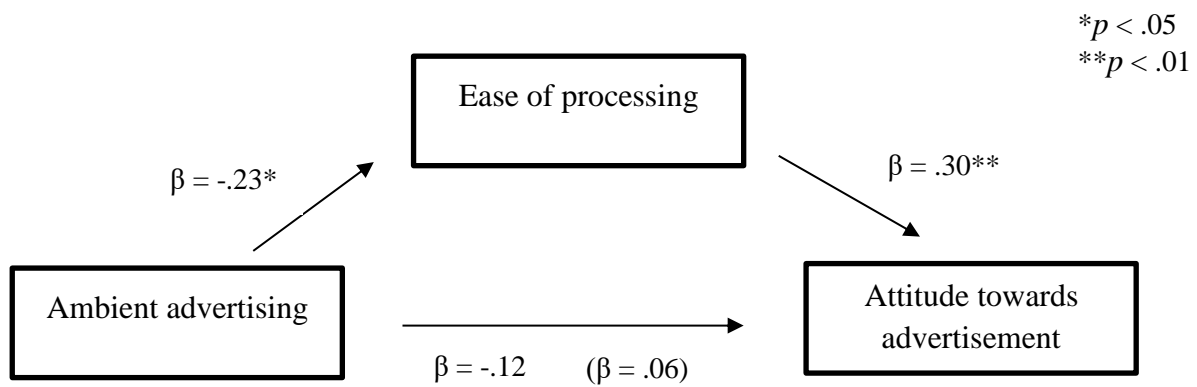 *p < .05
**p < .01
Ease of processing
β = -.23*
β = .30**
Ambient advertising
Attitude towards
advertisement
β = -.12 (β = .06)